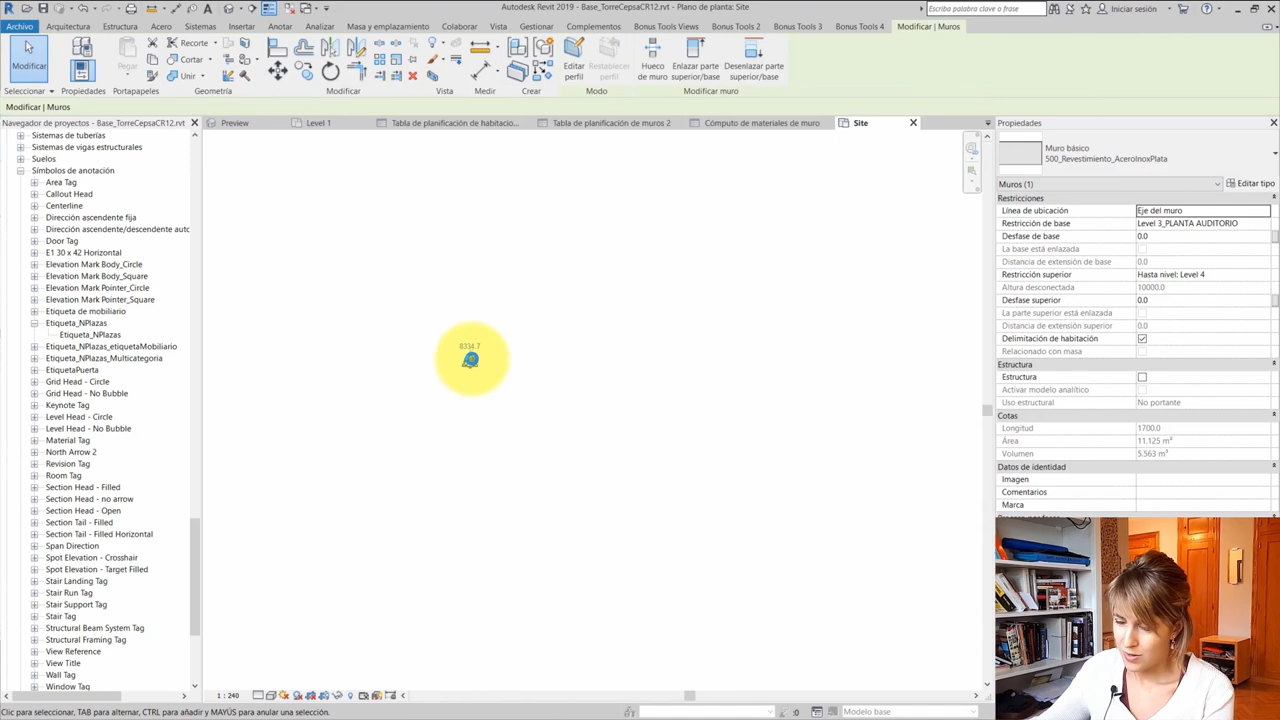 Autodesk Revit 2019 - Base_TorreCepsaCR12.rvt - Plano de planta: Site
Escribir palabra clave o frase
Iniciar sesión
Archivo Arquitectura Estructura Acero Sistemas Insertar Anotar Analizar Masa y emplazamiento Colaborar Vista Gestionar Complementos Bonus Tools Views Bonus Tools 2 Bonus Tools 3 Bonus Tools 4 Modificar | Muros
Modificar
Pegar
Recorte
Cortar
Unir
Editar perfil
Restablecer perfil
Hueco de muro
Enlazar parte superior/base
Desenlazar parte superior/base
Seleccionar Propiedades Portapapeles Geometría Modificar Vista Medir Crear Modo Modificar muro
Modificar | Muros
Navegador de proyectos - Base_TorreCepsaCR12.rvt
Preview Level 1 Tabla de planificación de habitacio... Tabla de planificación de muros 2 Cómputo de materiales de muro Site
Sistemas de tuberías
Sistemas de vigas estructurales
Suelos
Símbolos de anotación
Area Tag
Callout Head
Centerline
Dirección ascendente fija
Dirección ascendente/descendente auto
Door Tag
E1 30 x 42 Horizontal
Elevation Mark Body_Circle
Elevation Mark Body_Square
Elevation Mark Pointer_Circle
Elevation Mark Pointer_Square
Etiqueta de mobiliario
Etiqueta_NPlazas
Etiqueta_NPlazas
Etiqueta_NPlazas_etiquetaMobiliario
Etiqueta_NPlazas_Multicategoria
EtiquetaPuerta
Grid Head - Circle
Grid Head - No Bubble
Keynote Tag
Level Head - Circle
Level Head - No Bubble
Material Tag
North Arrow 2
Revision Tag
Room Tag
Section Head - Filled
Section Head - no arrow
Section Head - Open
Section Tail - Filled
Section Tail - Filled Horizontal
Span Direction
Spot Elevation - Crosshair
Spot Elevation - Target Filled
Stair Landing Tag
Stair Run Tag
Stair Support Tag
Stair Tag
Structural Beam System Tag
Structural Framing Tag
View Reference
View Title
Wall Tag
Window Tag
8334.7
Propiedades
Muro básico
500_Revestimiento_AceroInoxPlata
Muros (1) Editar tipo
Restricciones
Línea de ubicación Eje del muro
Restricción de base Level 3_PLANTA AUDITORIO
Desfase de base 0.0
La base está enlazada
Distancia de extensión de base 0.0
Restricción superior Hasta nivel: Level 4
Altura desconectada 10000.0
Desfase superior 0.0
La parte superior está enlazada
Distancia de extensión superior 0.0
Delimitación de habitación
Relacionado con masa
Estructura
Estructura
Activar modelo analítico
Uso estructural No portante
Cotas
Longitud 1700.0
Área 11.125 m²
Volumen 5.563 m³
Datos de identidad
Imagen
Comentarios
Marca
1 : 240
Clic para seleccionar, TAB para alternar, CTRL para añadir y MAYÚS para anular una selección.
:0
Modelo base